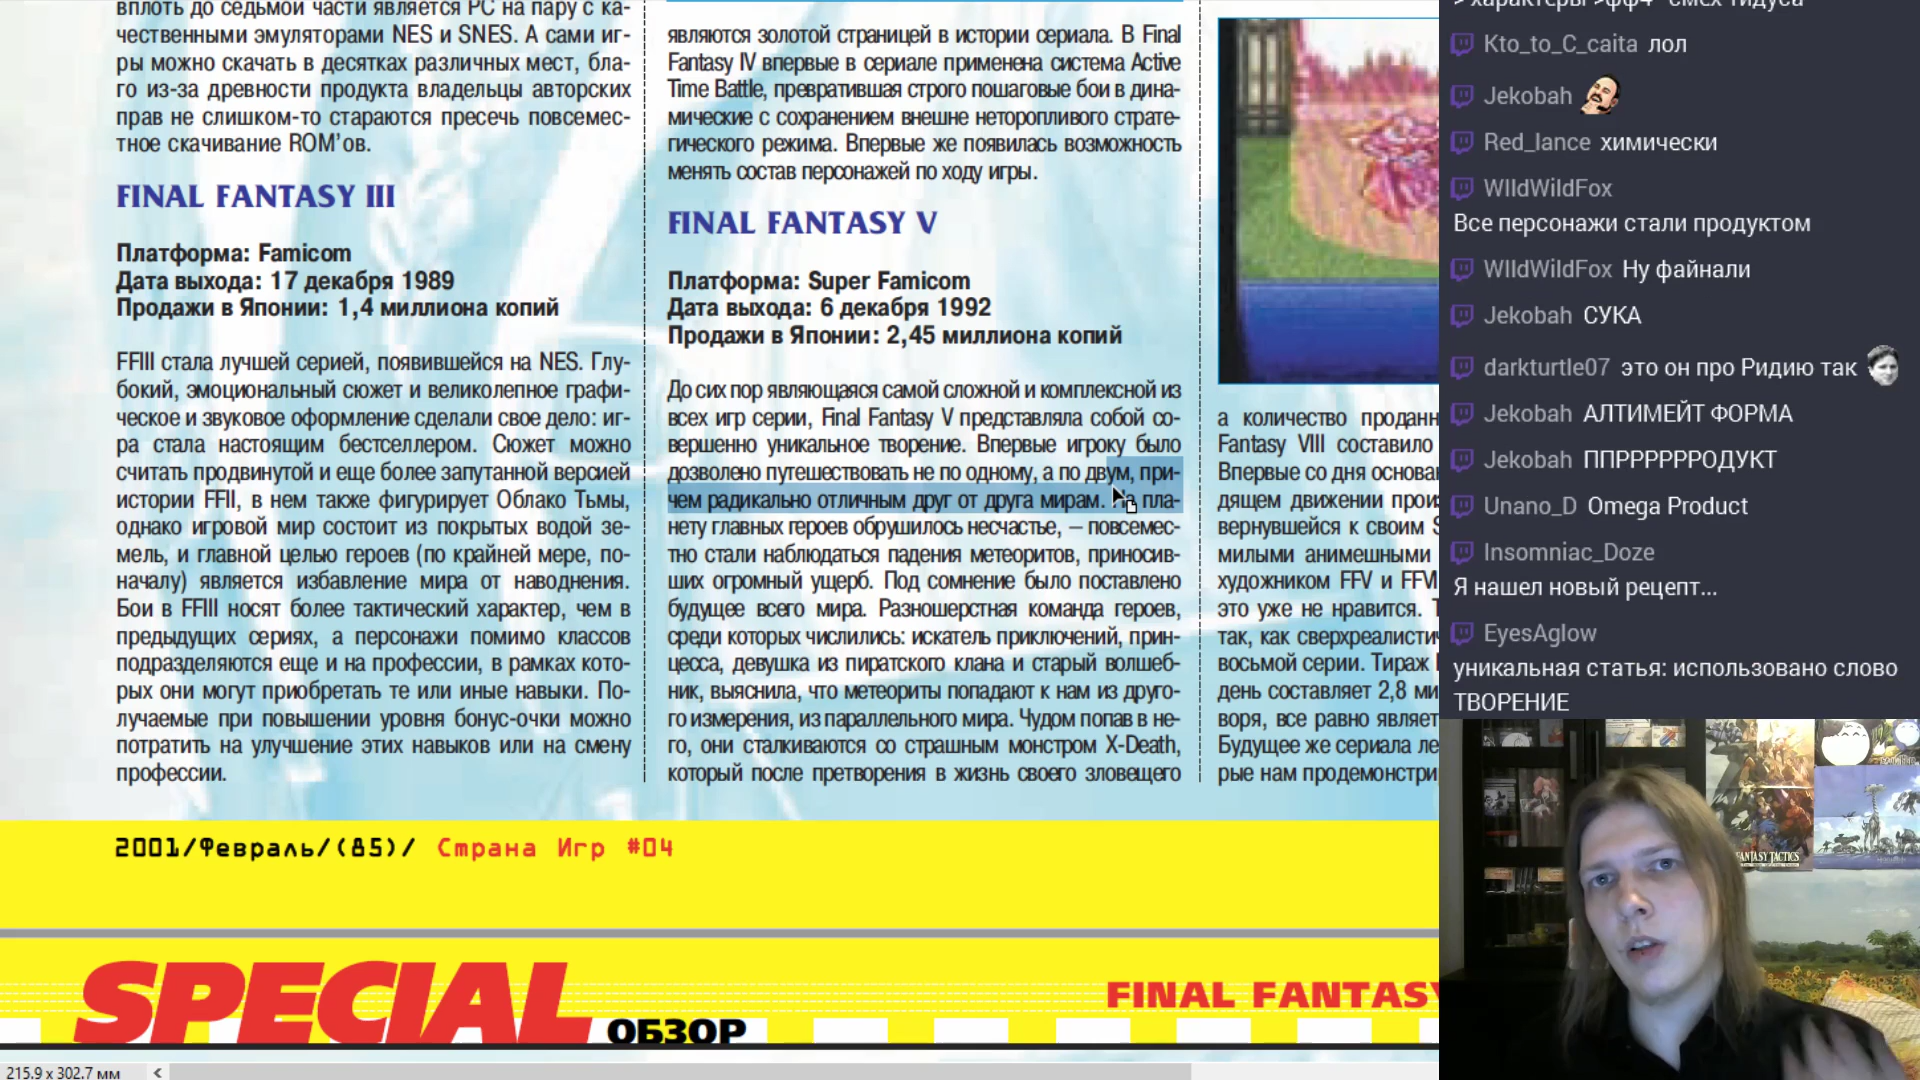 вплоть до седьмой части является PC на пару с ка-
чественными эмуляторами NES и SNES. А сами иг-
ры можно скачать в десятках различных мест, бла-
го из-за древности продукта владельцы авторских
прав не слишком-то стараются пресечь повсемес-
тное скачивание ROM'ов.
FINAL FANTASY III
Платформа: Famicom
Дата выхода: 17 декабря 1989
Продажи в Японии: 1,4 миллиона копий
FFIII стала лучшей серией, появившейся на NES. Глу-
бокий, эмоциональный сюжет и великолепное графи-
ческое и звуковое оформление сделали свое дело: иг-
ра стала настоящим бестселлером. Сюжет можно
считать продвинутой и еще более запутанной версией
истории FFII, в нем также фигурирует Облако Тьмы,
однако игровой мир состоит из покрытых водой зе-
мель, и главной целью героев (по крайней мере, по-
началу) является избавление мира от наводнения.
Бои в FFIII носят более тактический характер, чем в
предыдущих сериях, а персонажи помимо классов
подразделяются еще и на профессии, в рамках кото-
рых они могут приобретать те или иные навыки. По-
лучаемые при повышении уровня бонус-очки можно
потратить на улучшение этих навыков или на смену
профессии.
являются золотой страницей в истории сериала. В Final
Fantasy IV впервые в сериале применена система Active
Time Battle, превратившая строго пошаговые бои в дина-
мические с сохранением внешне неторопливого страте-
гического режима. Впервые же появилась возможность
менять состав персонажей по ходу игры.
FINAL FANTASY V
Платформа: Super Famicom
Дата выхода: 6 декабря 1992
Продажи в Японии: 2,45 миллиона копий
До сих пор являющаяся самой сложной и комплексной из
всех игр серии, Final Fantasy V представляла собой со-
вершенно уникальное творение. Впервые игроку было
дозволено путешествовать не по одному, а по двум, при-
чем радикально отличным друг от друга мирам. На пла-
нету главных героев обрушилось несчастье, – повсемес-
тно стали наблюдаться падения метеоритов, приносив-
ших огромный ущерб. Под сомнение было поставлено
будущее всего мира. Разношерстная команда героев,
среди которых числились: искатель приключений, прин-
цесса, девушка из пиратского клана и старый волшеб-
ник, выяснила, что метеориты попадают к нам из друго-
го измерения, из параллельного мира. Чудом попав в не-
го, они сталкиваются со страшным монстром X-Death,
который после претворения в жизнь своего зловещего
а количество проданн
Fantasy VIII составило
Впервые со дня основа
дящем движении прои
вернувшейся к своим S
милыми анимешными
художником FFV и FFV
это уже не нравится. Т
так, как сверхреалисти
восьмой серии. Тираж
день составляет 2,8 ми
воря, все равно являет
Будущее же сериала ле
рые нам продемонстри
2001/Февраль/(85)/ Страна Игр #04
SPECIAL
ОБЗОР
FINAL FANTASY
215.9 x 302.7 мм
> характеры >фф4 *смех тидуса*
Kto_to_C_caita лол
Jekobah
Red_lance химически
WIldWildFox
Все персонажи стали продуктом
WIldWildFox Ну файнали
Jekobah СУКА
darkturtle07 это он про Ридию так
Jekobah АЛТИМЕЙТ ФОРМА
Jekobah ППРРРРРРОДУКТ
Unano_D Omega Product
Insomniac_Doze
Я нашел новый рецепт...
EyesAglow
уникальная статья: использовано слово
ТВОРЕНИЕ
FANTASY TACTICS